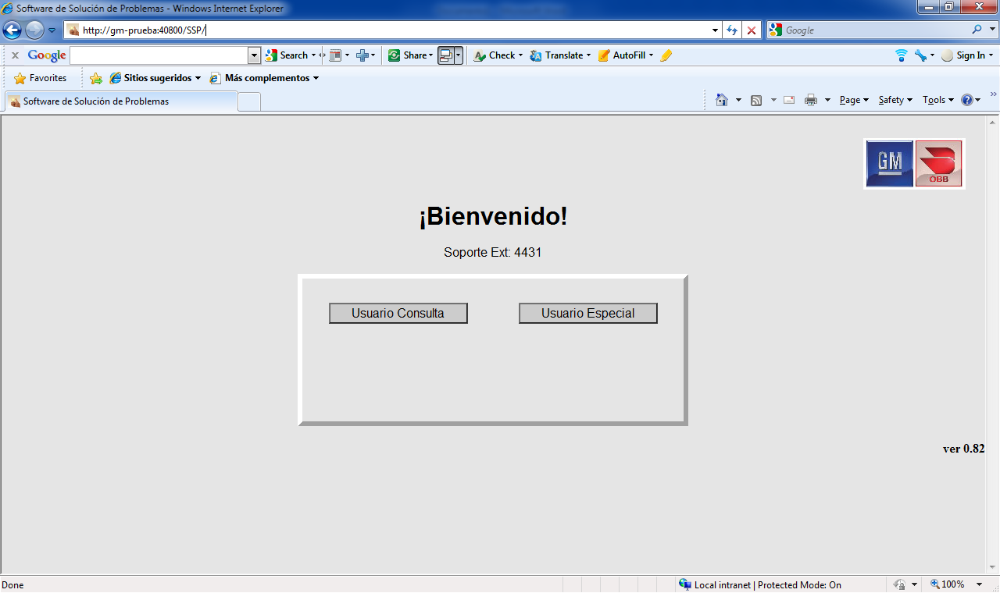 Software de Solución de Problemas - Windows Internet Explorer
http://gm-prueba:40800/SSP/
Google
Google Search Share Check Translate AutoFill Sign In
Favorites Sitios sugeridos Más complementos
Software de Solución de Problemas
Page Safety Tools
GM ÖBB
¡Bienvenido!
Soporte Ext: 4431
Usuario Consulta Usuario Especial
ver 0.82
Done Local intranet | Protected Mode: On 100%